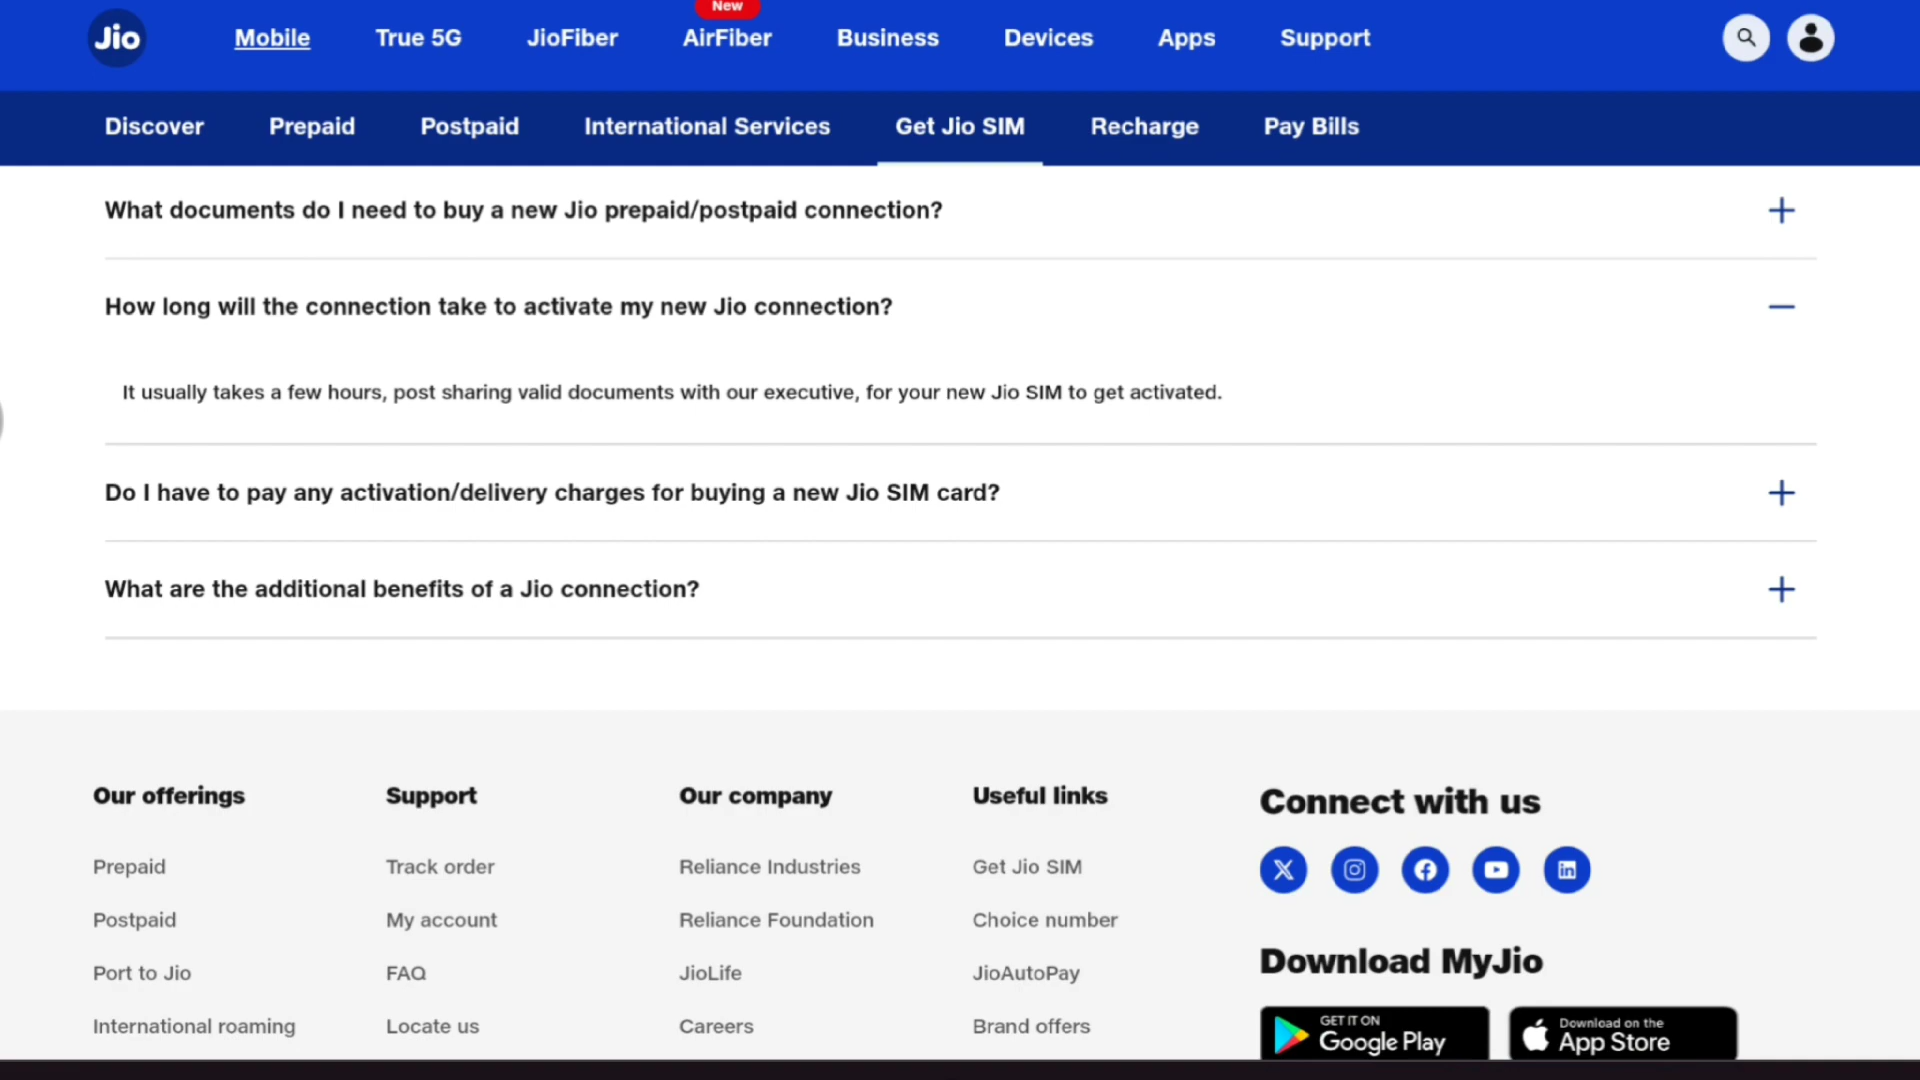 New
Jio Mobile True 5G JioFiber AirFiber Business Devices Apps Support
Discover Prepaid Postpaid International Services Get Jio SIM Recharge Pay Bills
What documents do I need to buy a new Jio prepaid/postpaid connection?
How long will the connection take to activate my new Jio connection?
It usually takes a few hours, post sharing valid documents with our executive, for your new Jio SIM to get activated.
Do I have to pay any activation/delivery charges for buying a new Jio SIM card?
What are the additional benefits of a Jio connection?
Our offerings
Prepaid
Postpaid
Port to Jio
International roaming
Support
Track order
My account
FAQ
Locate us
Our company
Reliance Industries
Reliance Foundation
JioLife
Careers
Useful links
Get Jio SIM
Choice number
JioAutoPay
Brand offers
Connect with us
Download MyJio
GET IT ON
Google Play
Download on the
App Store